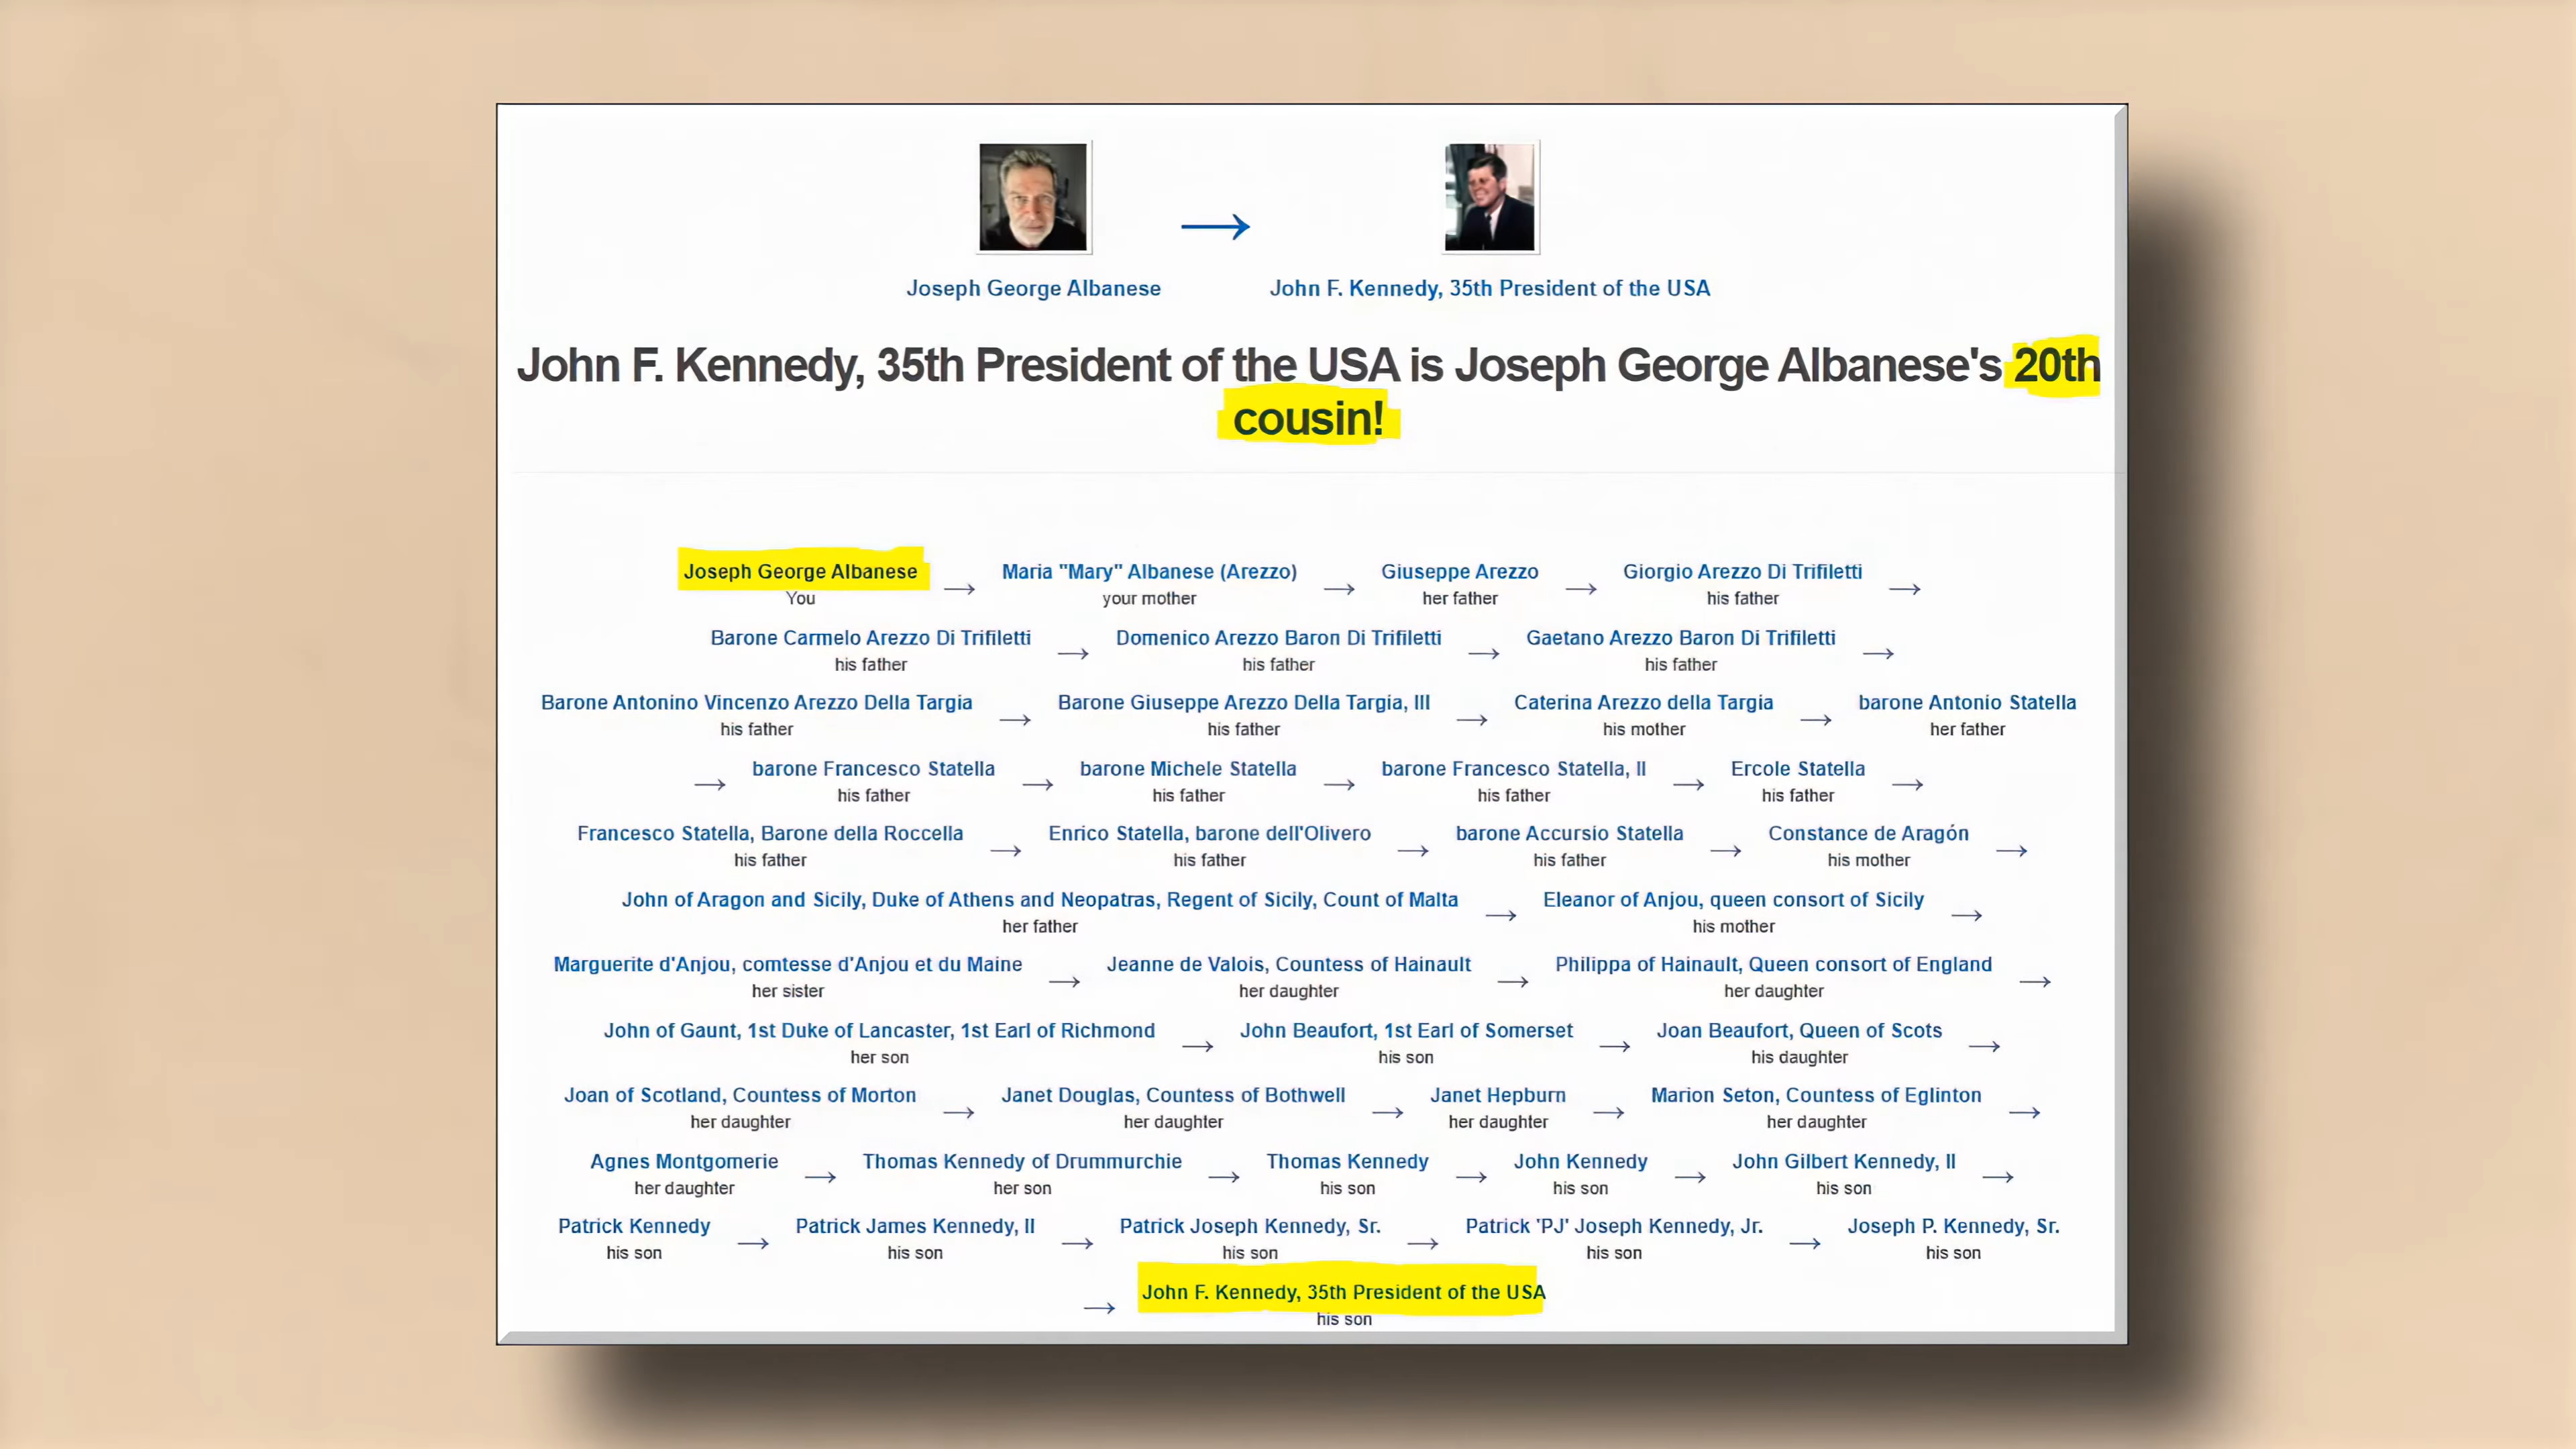 Joseph George Albanese → John F. Kennedy, 35th President of the USA
John F. Kennedy, 35th President of the USA is Joseph George Albanese's 20th
cousin!
Joseph George Albanese → Maria "Mary" Albanese (Arezzo) → Giuseppe Arezzo → Giorgio Arezzo Di Trifiletti →
You your mother her father his father
Barone Carmelo Arezzo Di Trifiletti → Domenico Arezzo Baron Di Trifiletti → Gaetano Arezzo Baron Di Trifiletti →
his father his father his father
Barone Antonino Vincenzo Arezzo Della Targia → Barone Giuseppe Arezzo Della Targia, III → Caterina Arezzo della Targia → barone Antonio Statella
his father his father his mother her father
→ barone Francesco Statella → barone Michele Statella → barone Francesco Statella, II → Ercole Statella →
his father his father his father his father
Francesco Statella, Barone della Roccella → Enrico Statella, barone dell'Olivero → barone Accursio Statella → Constance de Aragón →
his father his father his father his mother
John of Aragon and Sicily, Duke of Athens and Neopatras, Regent of Sicily, Count of Malta → Eleanor of Anjou, queen consort of Sicily →
her father his mother
Marguerite d'Anjou, comtesse d'Anjou et du Maine → Jeanne de Valois, Countess of Hainault → Philippa of Hainault, Queen consort of England →
her sister her daughter her daughter
John of Gaunt, 1st Duke of Lancaster, 1st Earl of Richmond → John Beaufort, 1st Earl of Somerset → Joan Beaufort, Queen of Scots →
her son his son his daughter
Joan of Scotland, Countess of Morton → Janet Douglas, Countess of Bothwell → Janet Hepburn → Marion Seton, Countess of Eglinton →
her daughter her daughter her daughter her daughter
Agnes Montgomerie → Thomas Kennedy of Drummurchie → Thomas Kennedy → John Kennedy → John Gilbert Kennedy, II →
her daughter her son his son his son his son
Patrick Kennedy → Patrick James Kennedy, II → Patrick Joseph Kennedy, Sr. → Patrick 'PJ' Joseph Kennedy, Jr. → Joseph P. Kennedy, Sr.
his son his son his son his son his son
→ John F. Kennedy, 35th President of the USA
his son